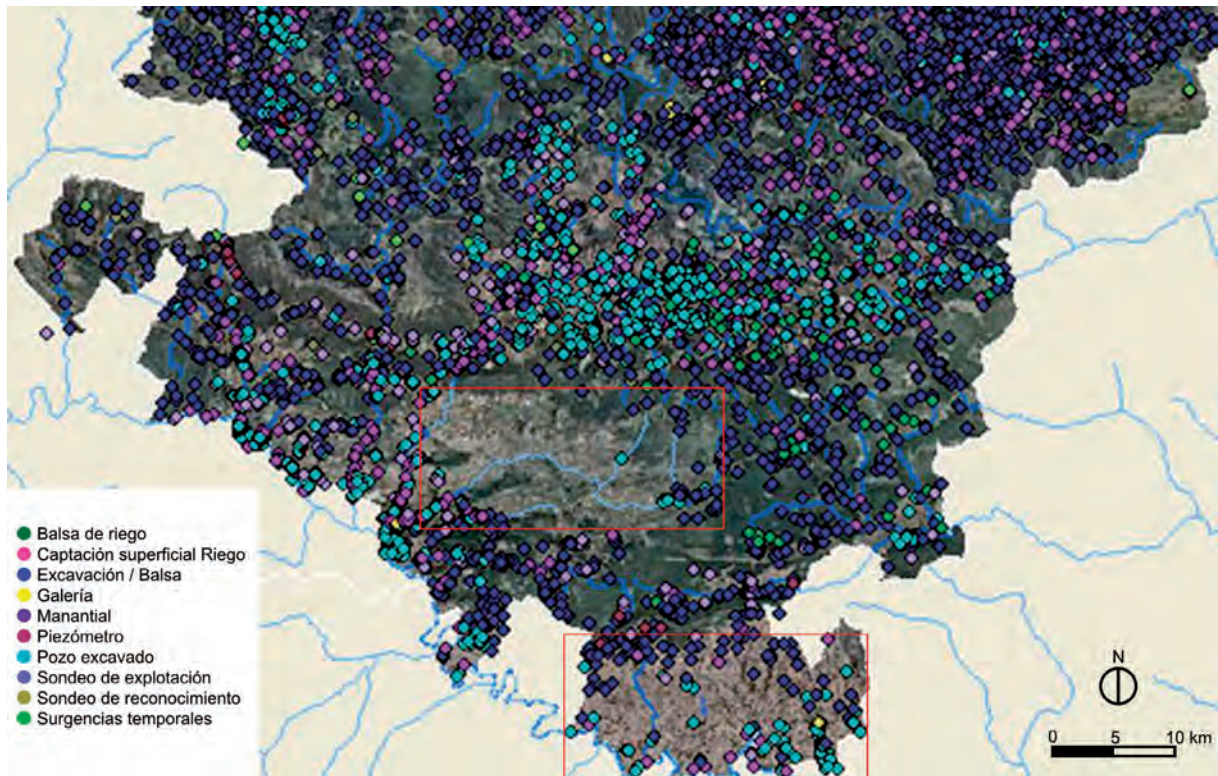 Balsa de riego
Captación superficial Riego
Excavación / Balsa
Galería
Manantial
Piezómetro
Pozo excavado
Sondeo de explotación
Sondeo de reconocimiento
Surgencias temporales
N
0 5 10 km